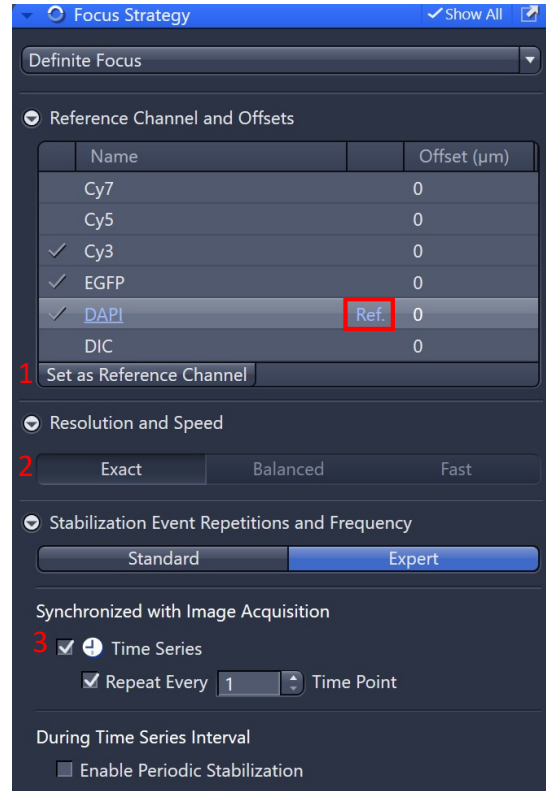 Focus Strategy Show All
Definite Focus
Reference Channel and Offsets
Name Offset (µm)
Cy7 0
Cy5 0
Cy3 0
EGFP 0
DAPI Ref. 0
DIC 0
1 Set as Reference Channel
Resolution and Speed
2 Exact Balanced Fast
Stabilization Event Repetitions and Frequency
Standard Expert
Synchronized with Image Acquisition
3 Time Series
Repeat Every 1 Time Point
During Time Series Interval
Enable Periodic Stabilization